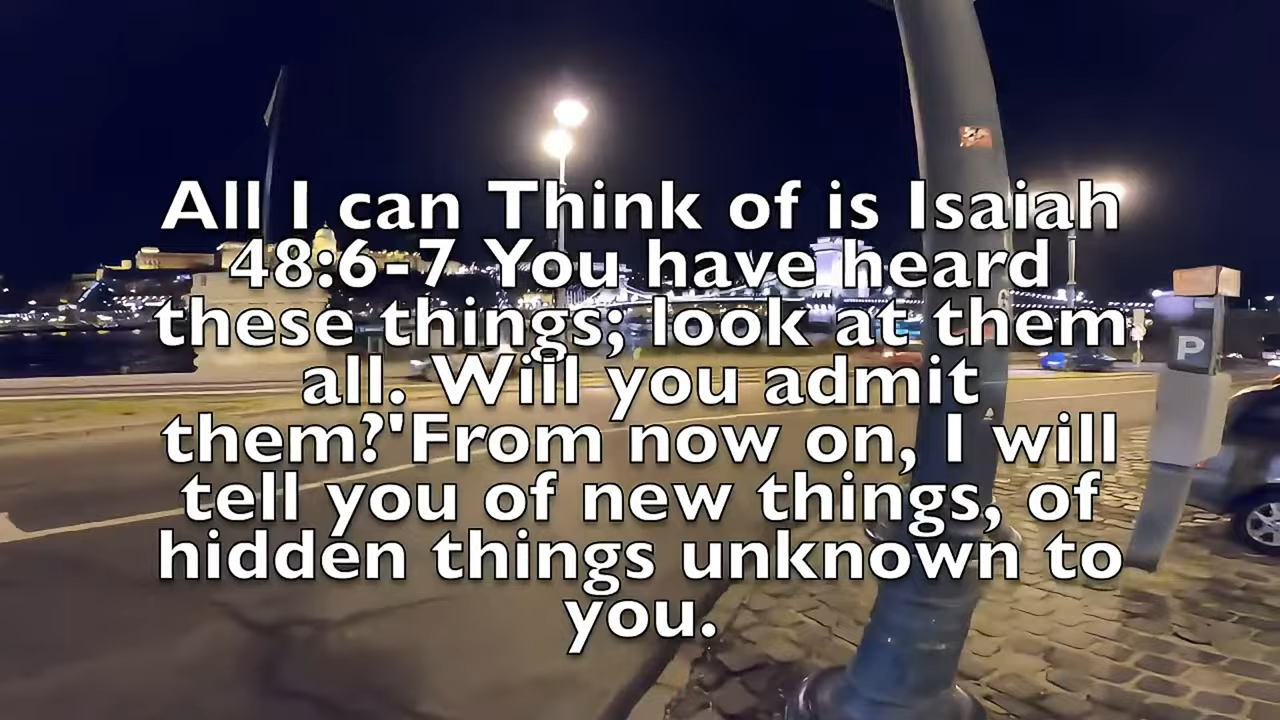 All I can Think of is Isaiah
48:6-7 You have heard
these things; look at them
all. Will you admit
them?'From now on, I will
tell you of new things, of
hidden things unknown to
you.
P
6